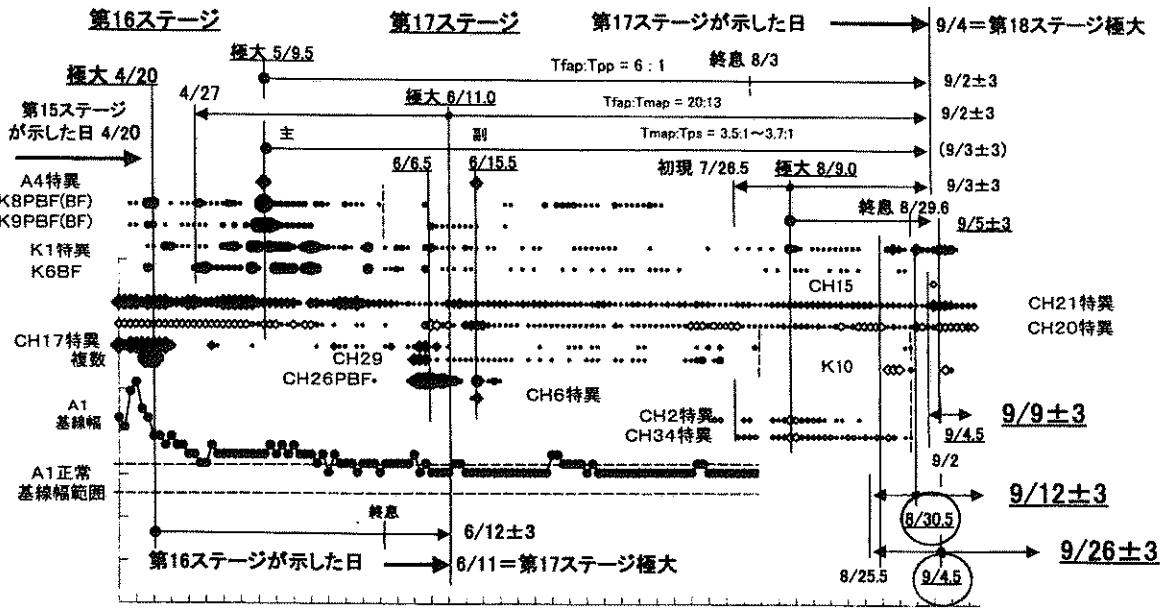 第16ステージ
第17ステージ
第17ステージが示した日
9/4=第18ステージ極大
極大 5/9.5
Tfap:Tpp = 6 : 1
終息 8/3
9/2±3
極大 4/20
4/27
極大 6/11.0
Tfap:Tmap = 20:13
9/2±3
第15ステージ
が示した日 4/20
主
副
Tmap:Tps = 3.5:1～3.7:1
(9/3±3)
6/6.5
6/15.5
初現 7/26.5
極大 8/9.0
9/3±3
A4特異
K8PBF(BF)
K9PBF(BF)
終息 8/29.6
9/5±3
K1特異
K6BF
CH15
CH21特異
CH20特異
CH17特異
複数
CH29
K10
CH26PBF
CH6特異
A1
基線幅
CH2特異
CH34特異
9/9±3
9/4.5
9/2
A1正常
基線幅範囲
9/12±3
終息
6/12±3
8/30.5
第16ステージが示した日
6/11=第17ステージ極大
9/26±3
8/25.5
9/4.5